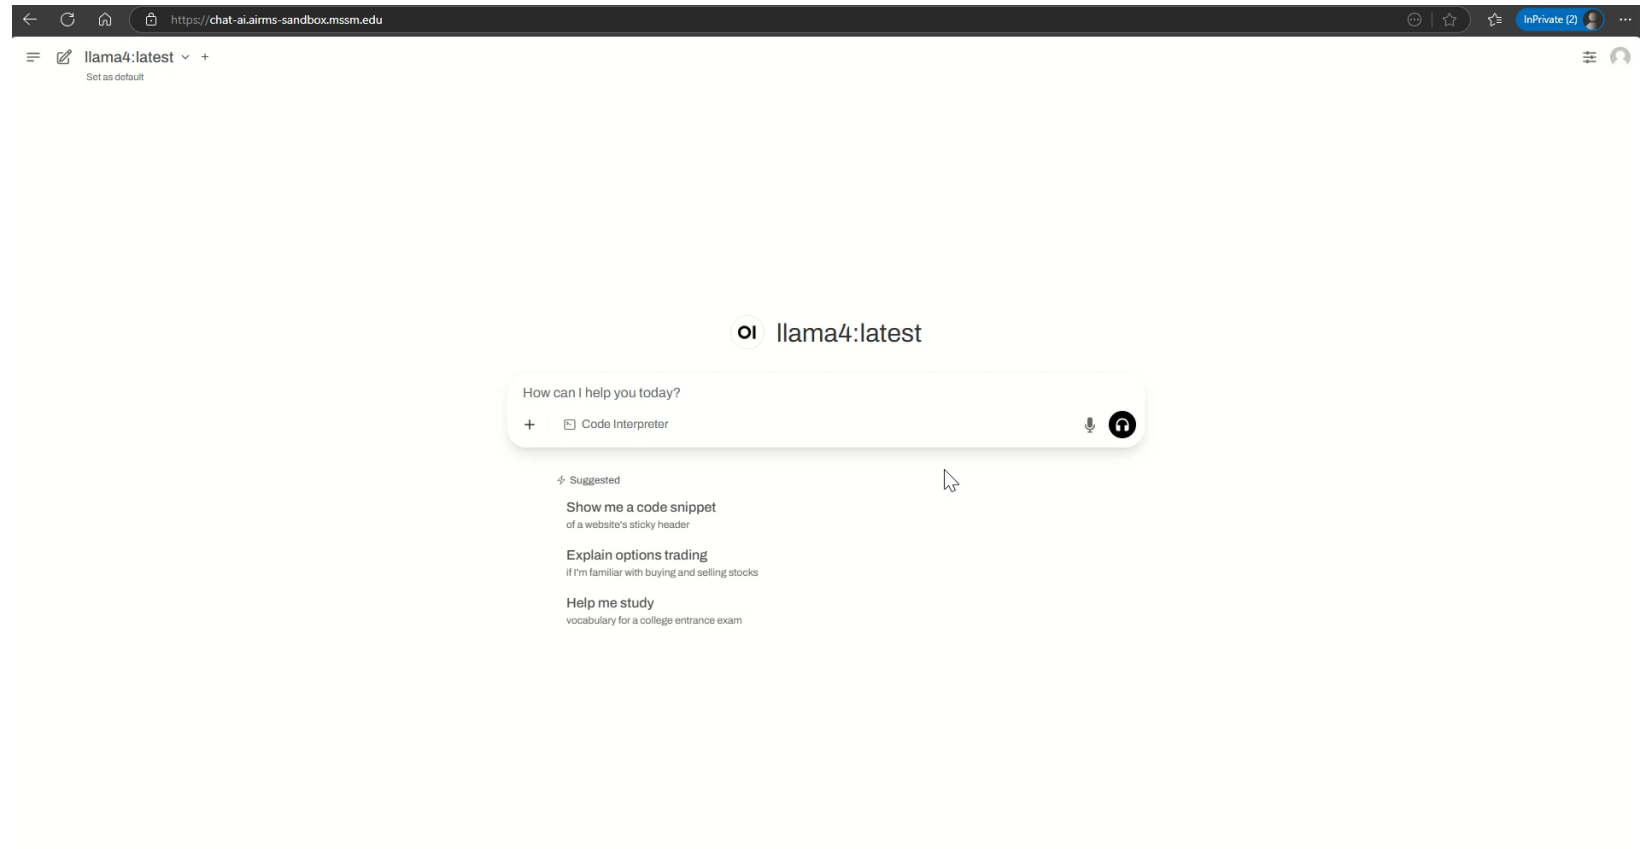 https://chat-ai.airms-sandbox.mssm.edu
InPrivate (2)
llama4:latest
Set as default
OI llama4:latest
How can I help you today?
Code Interpreter
Suggested
Show me a code snippet
of a website's sticky header
Explain options trading
if I'm familiar with buying and selling stocks
Help me study
vocabulary for a college entrance exam